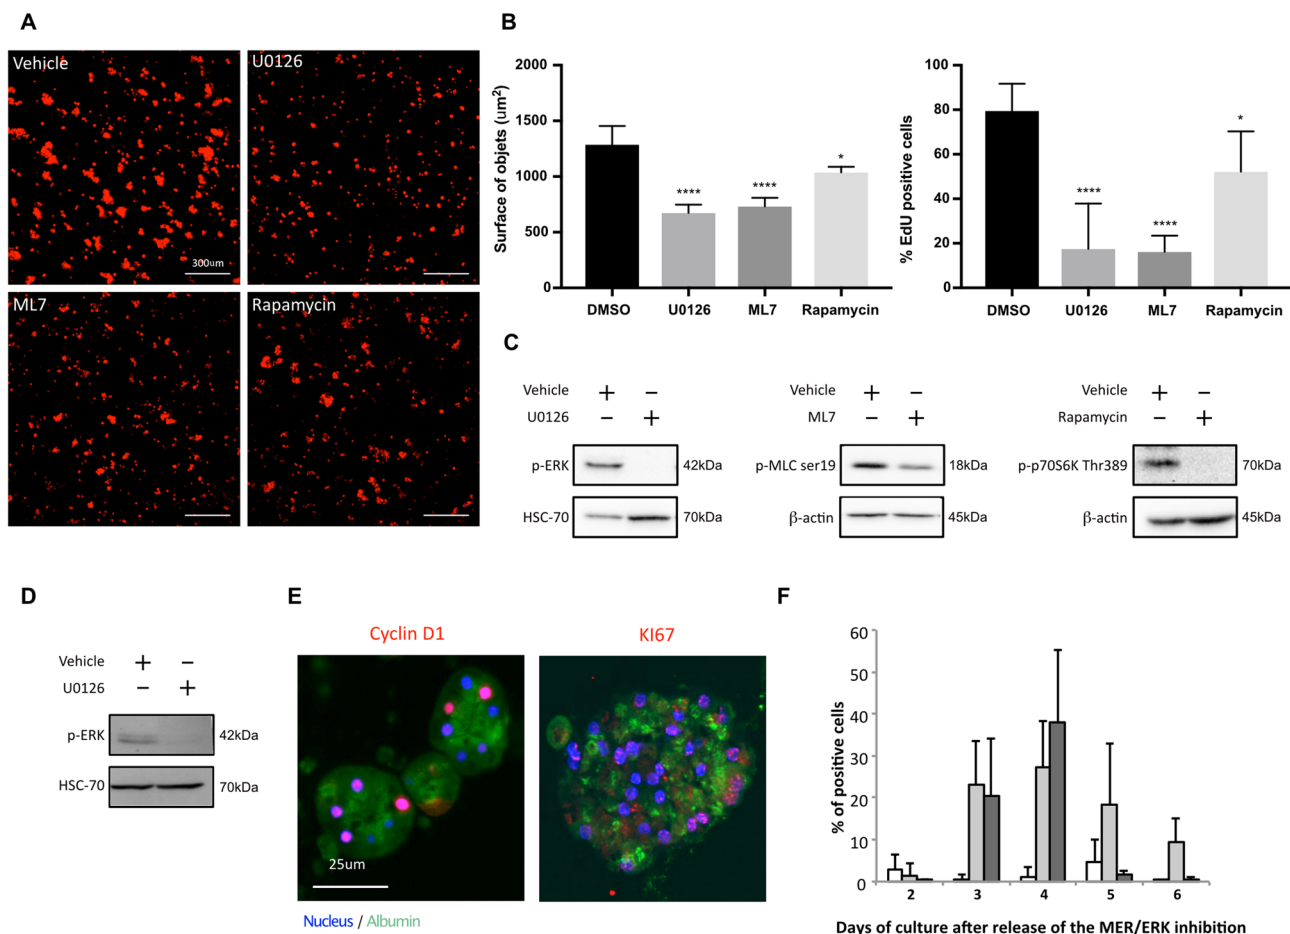 A
Vehicle
U0126
300um
ML7
Rapamycin
B
Surface of objets (um²)
2000
1500
1000
500
0
****
****
*
DMSO
U0126
ML7
Rapamycin
% EdU positive cells
100
80
60
40
20
0
****
****
*
DMSO
U0126
ML7
Rapamycin
C
Vehicle + −
U0126 − +
p-ERK 42kDa
HSC-70 70kDa
Vehicle + −
ML7 − +
p-MLC ser19 18kDa
β-actin 45kDa
Vehicle + −
Rapamycin − +
p-p70S6K Thr389 70kDa
β-actin 45kDa
D
Vehicle + −
U0126 − +
p-ERK 42kDa
HSC-70 70kDa
E
Cyclin D1
KI67
25um
Nucleus / Albumin
F
% of positive cells
60
50
40
30
20
10
0
2 3 4 5 6
Days of culture after release of the MER/ERK inhibition